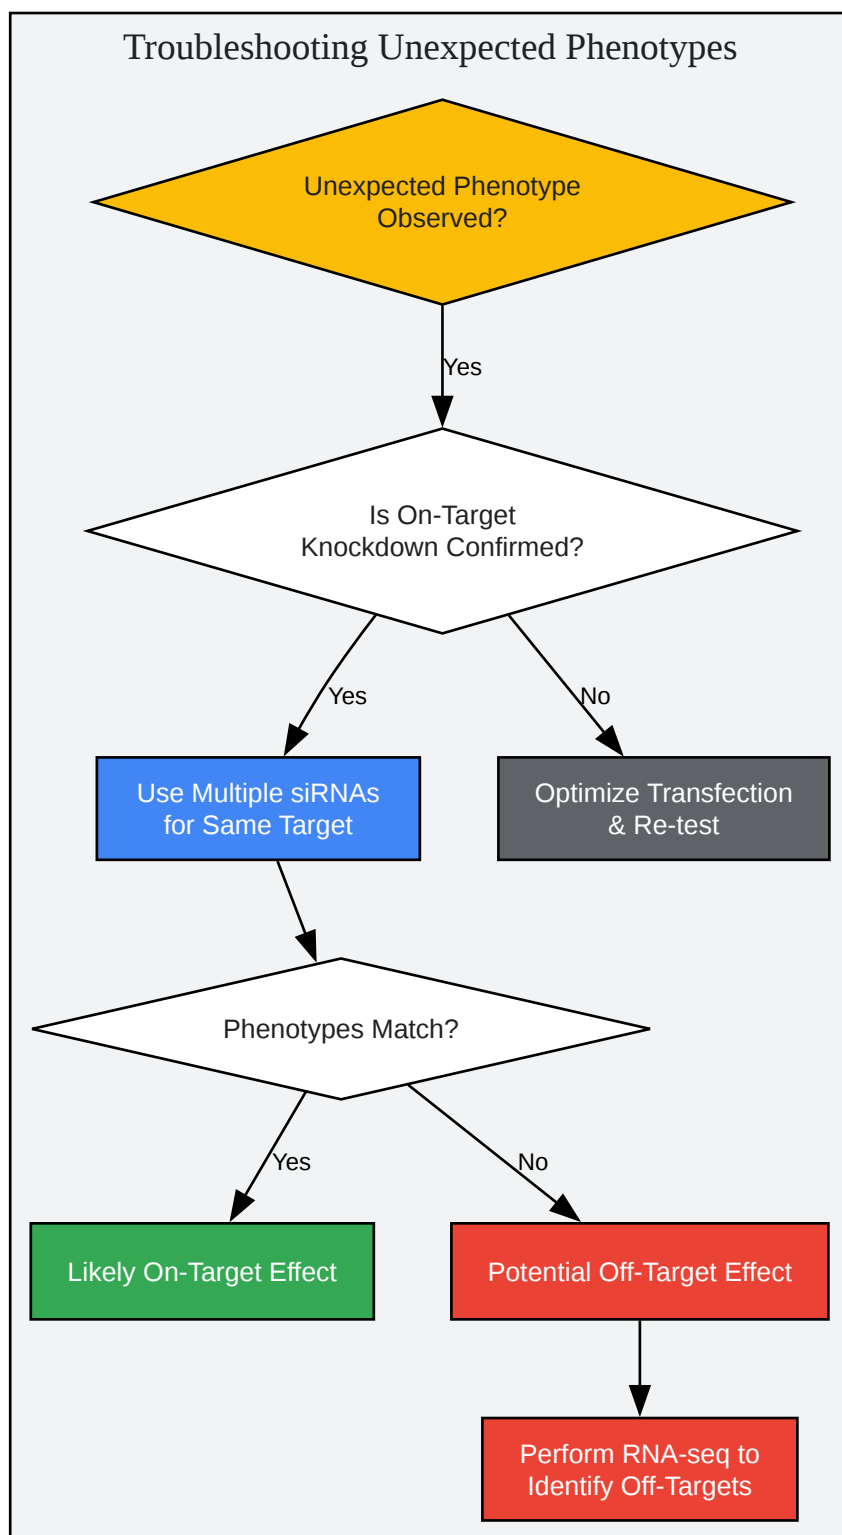 Troubleshooting Unexpected Phenotypes
Unexpected Phenotype
Observed?
Yes
Is On-Target
Knockdown Confirmed?
Yes
No
Use Multiple siRNAs
for Same Target
Optimize Transfection
& Re-test
Phenotypes Match?
Yes
No
Likely On-Target Effect
Potential Off-Target Effect
Perform RNA-seq to
Identify Off-Targets